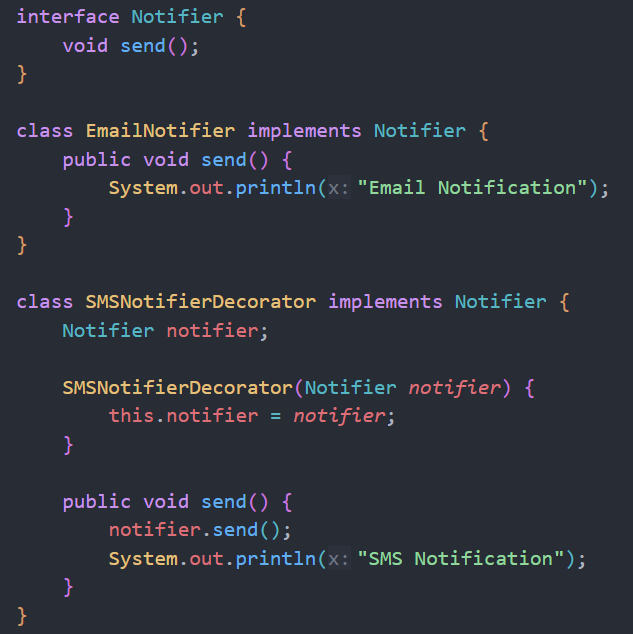 interface Notifier {
    void send();
}

class EmailNotifier implements Notifier {
    public void send() {
        System.out.println(x: "Email Notification");
    }
}

class SMSNotifierDecorator implements Notifier {
    Notifier notifier;

    SMSNotifierDecorator(Notifier notifier) {
        this.notifier = notifier;
    }

    public void send() {
        notifier.send();
        System.out.println(x: "SMS Notification");
    }
}